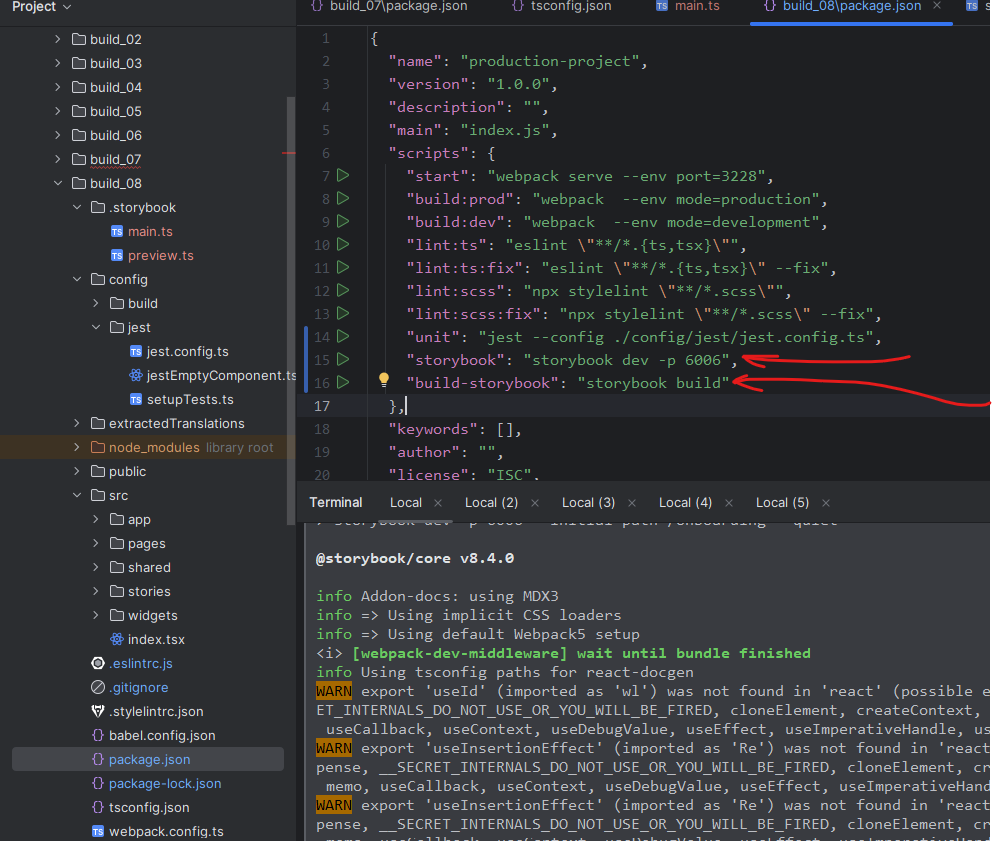 Project
build_07\package.json
tsconfig.json
main.ts
build_08\package.json
build_02
build_03
build_04
build_05
build_06
build_07
build_08
.storybook
main.ts
preview.ts
config
build
jest
jest.config.ts
jestEmptyComponent.ts
setupTests.ts
extractedTranslations
node_modules library root
public
src
app
pages
shared
stories
widgets
index.tsx
.eslintrc.js
.gitignore
.stylelintrc.json
babel.config.json
package.json
package-lock.json
tsconfig.json
webpack.config.ts
1 {
2 "name": "production-project",
3 "version": "1.0.0",
4 "description": "",
5 "main": "index.js",
6 "scripts": {
7 "start": "webpack serve --env port=3228",
8 "build:prod": "webpack  --env mode=production",
9 "build:dev": "webpack  --env mode=development",
10 "lint:ts": "eslint \"**/*.{ts,tsx}\"",
11 "lint:ts:fix": "eslint \"**/*.{ts,tsx}\" --fix",
12 "lint:scss": "npx stylelint \"**/*.scss\"",
13 "lint:scss:fix": "npx stylelint \"**/*.scss\" --fix",
14 "unit": "jest --config ./config/jest/jest.config.ts",
15 "storybook": "storybook dev -p 6006",
16 "build-storybook": "storybook build"
17 },
18 "keywords": [],
19 "author": "",
20 "license": "ISC",
Terminal Local Local (2) Local (3) Local (4) Local (5)
@storybook/core v8.4.0
info Addon-docs: using MDX3
info => Using implicit CSS loaders
info => Using default Webpack5 setup
<i> [webpack-dev-middleware] wait until bundle finished
info Using tsconfig paths for react-docgen
WARN export 'useId' (imported as 'wl') was not found in 'react' (possible e
ET_INTERNALS_DO_NOT_USE_OR_YOU_WILL_BE_FIRED, cloneElement, createContext,
useCallback, useContext, useDebugValue, useEffect, useImperativeHandle, us
WARN export 'useInsertionEffect' (imported as 'Re') was not found in 'react
pense, __SECRET_INTERNALS_DO_NOT_USE_OR_YOU_WILL_BE_FIRED, cloneElement, cr
memo, useCallback, useContext, useDebugValue, useEffect, useImperativeHand
WARN export 'useInsertionEffect' (imported as 'Re') was not found in 'react
pense, __SECRET_INTERNALS_DO_NOT_USE_OR_YOU_WILL_BE_FIRED, cloneElement, cr